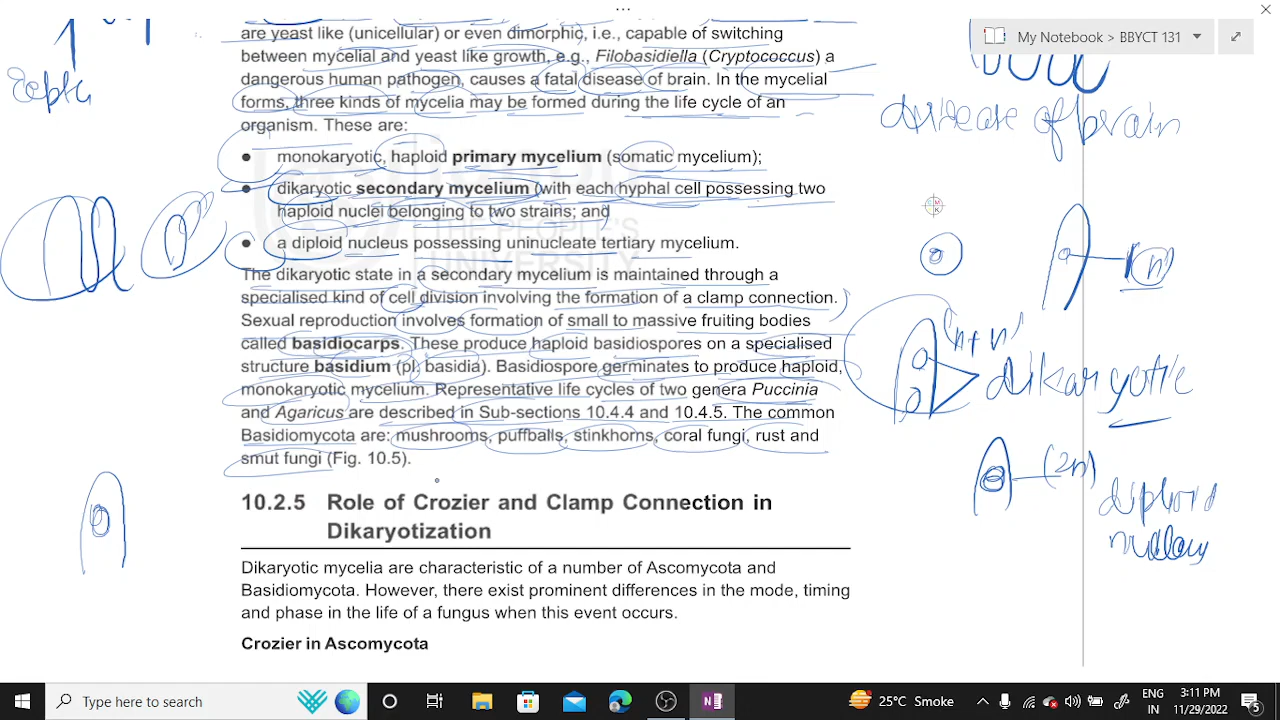 ...
My Notebook > BBYCT 131
are yeast like (unicellular) or even dimorphic, i.e., capable of switching
between mycelial and yeast like growth, e.g., Filobasidiella (Cryptococcus) a
dangerous human pathogen, causes a fatal disease of brain. In the mycelial
forms, three kinds of mycelia may be formed during the life cycle of an
organism. These are:
• monokaryotic, haploid primary mycelium (somatic mycelium);
• dikaryotic secondary mycelium (with each hyphal cell possessing two
haploid nuclei belonging to two strains; and
• a diploid nucleus possessing uninucleate tertiary mycelium.
The dikaryotic state in a secondary mycelium is maintained through a
specialised kind of cell division involving the formation of a clamp connection.
Sexual reproduction involves formation of small to massive fruiting bodies
called basidiocarps. These produce haploid basidiospores on a specialised
structure basidium (pl. basidia). Basidiospore germinates to produce haploid,
monokaryotic mycelium. Representative life cycles of two genera Puccinia
and Agaricus are described in Sub-sections 10.4.4 and 10.4.5. The common
Basidiomycota are: mushrooms, puffballs, stinkhorns, coral fungi, rust and
smut fungi (Fig. 10.5).
THE PEOPLE'S
UNIVERSITY
10.2.5 Role of Crozier and Clamp Connection in
Dikaryotization
Dikaryotic mycelia are characteristic of a number of Ascomycota and
Basidiomycota. However, there exist prominent differences in the mode, timing
and phase in the life of a fungus when this event occurs.
Crozier in Ascomycota
disease of brain
(n)
(n+n)
dikaryotic
(2n)
diploid
Type here to search
25°C Smoke
ENG
IN
3:11 PM
11/29/2022
5